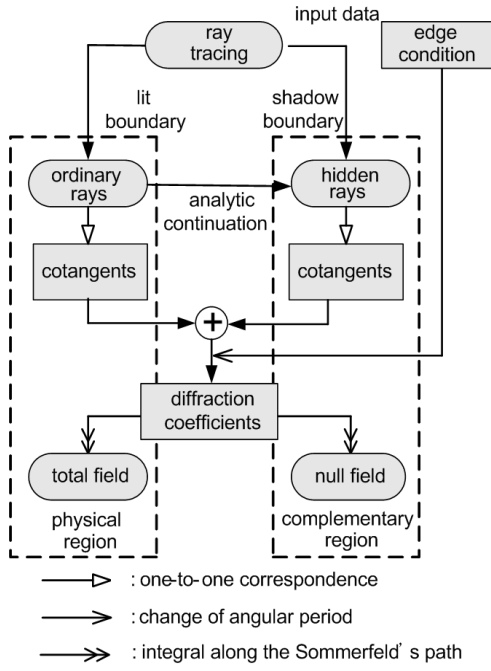 input data
ray
tracing
edge
condition
lit
boundary
shadow
boundary
ordinary
rays
analytic
continuation
hidden
rays
cotangents
cotangents
+
diffraction
coefficients
total field
null field
physical
region
complementary
region
: one-to-one correspondence
: change of angular period
: integral along the Sommerfeld's path